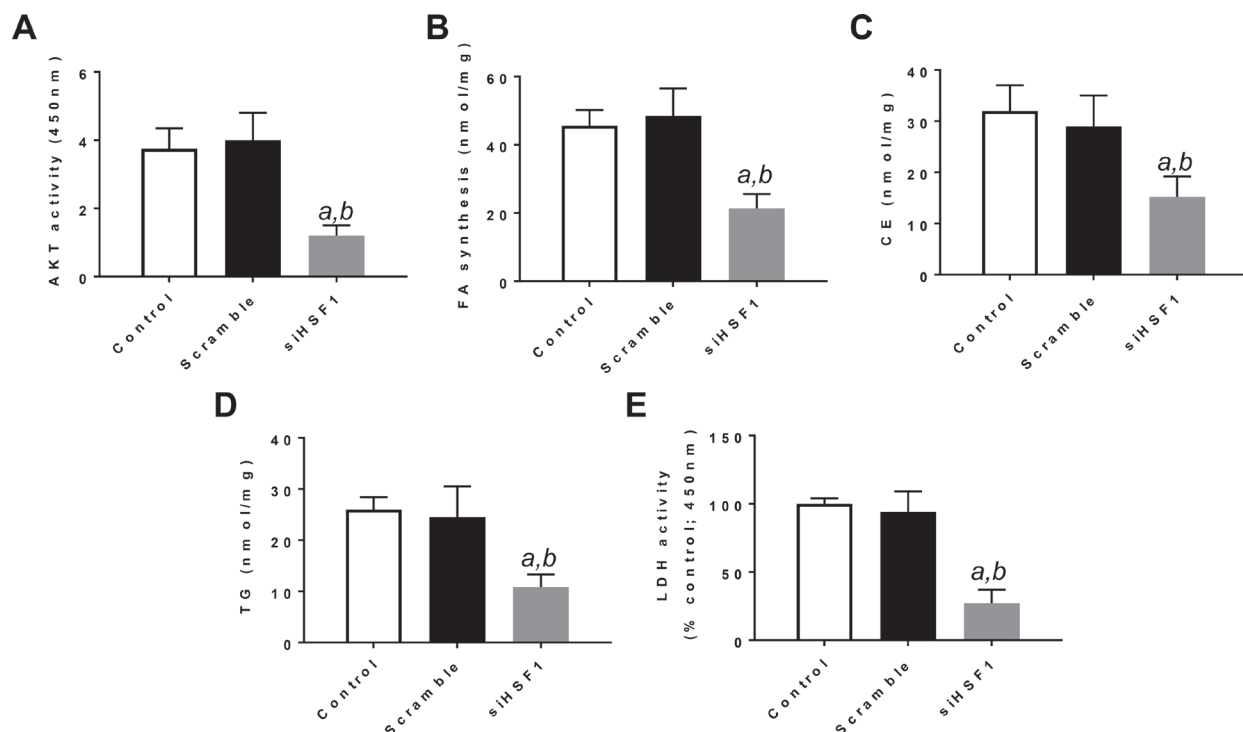 A
AKT activity (450nm)
6
4
2
0
a,b
Control
Scramble
siHSF1
B
FA synthesis (nmol/mg)
60
40
20
0
a,b
Control
Scramble
siHSF1
C
CE (nmol/mg)
40
30
20
10
0
a,b
Control
Scramble
siHSF1
D
TG (nmol/mg)
40
30
20
10
0
a,b
Control
Scramble
siHSF1
E
LDH activity
(% control; 450nm)
150
100
50
0
a,b
Control
Scramble
siHSF1